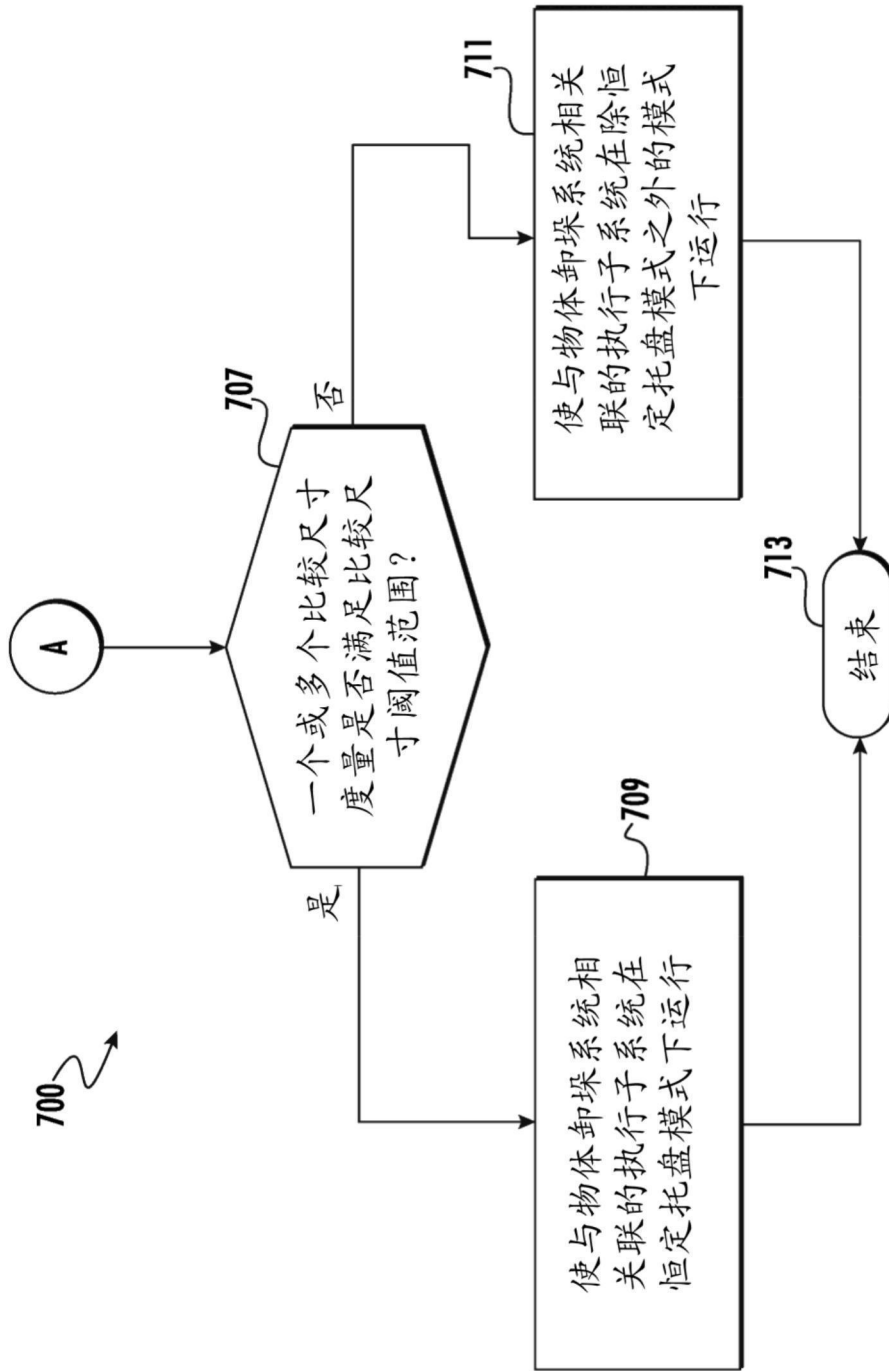 700
A
707
一个或多个比较尺寸
度量是否满足比较尺
寸阈值范围?
是
否
709
使与物体卸垛系统相
关联的执行子系统在
恒定托盘模式下运行
711
使与物体卸垛系统相关
联的执行子系统在除恒
定托盘模式之外的模式
下运行
713
结束